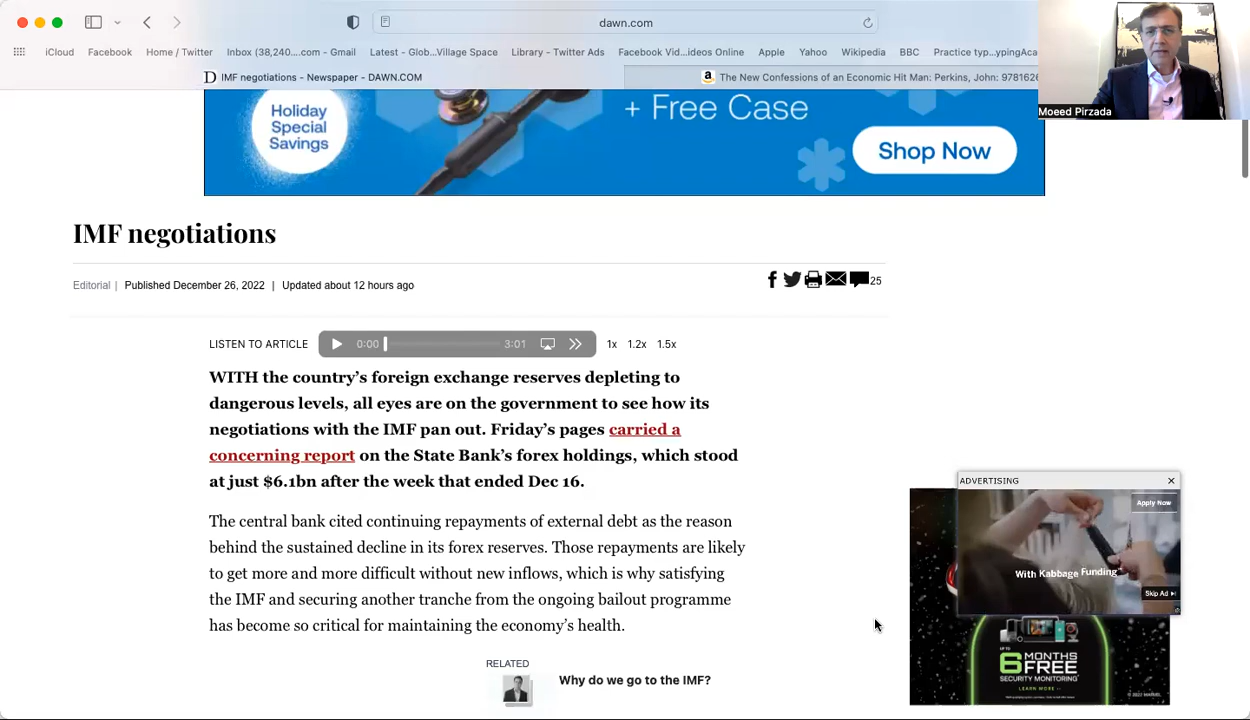 dawn.com
iCloud
Facebook
Home / Twitter
Inbox (38,240....com - Gmail
Latest - Glob...Village Space
Library - Twitter Ads
Facebook Vid...ideos Online
Apple
Yahoo
Wikipedia
BBC
Practice typ...ypingAca
D IMF negotiations - Newspaper - DAWN.COM
a The New Confessions of an Economic Hit Man: Perkins, John: 9781626
Moeed Pirzada
Holiday
Special
Savings
+ Free Case
Shop Now
IMF negotiations
Editorial | Published December 26, 2022 | Updated about 12 hours ago
25
LISTEN TO ARTICLE
0:00
3:01
1x 1.2x 1.5x
WITH the country's foreign exchange reserves depleting to
dangerous levels, all eyes are on the government to see how its
negotiations with the IMF pan out. Friday's pages carried a
concerning report on the State Bank's forex holdings, which stood
at just $6.1bn after the week that ended Dec 16.
The central bank cited continuing repayments of external debt as the reason
behind the sustained decline in its forex reserves. Those repayments are likely
to get more and more difficult without new inflows, which is why satisfying
the IMF and securing another tranche from the ongoing bailout programme
has become so critical for maintaining the economy's health.
RELATED
Why do we go to the IMF?
ADVERTISING
Apply Now
With Kabbage Funding
Skip Ad
UP TO
6 MONTHS
FREE
SECURITY MONITORING*
LEARN MORE
© 2022 MARVEL